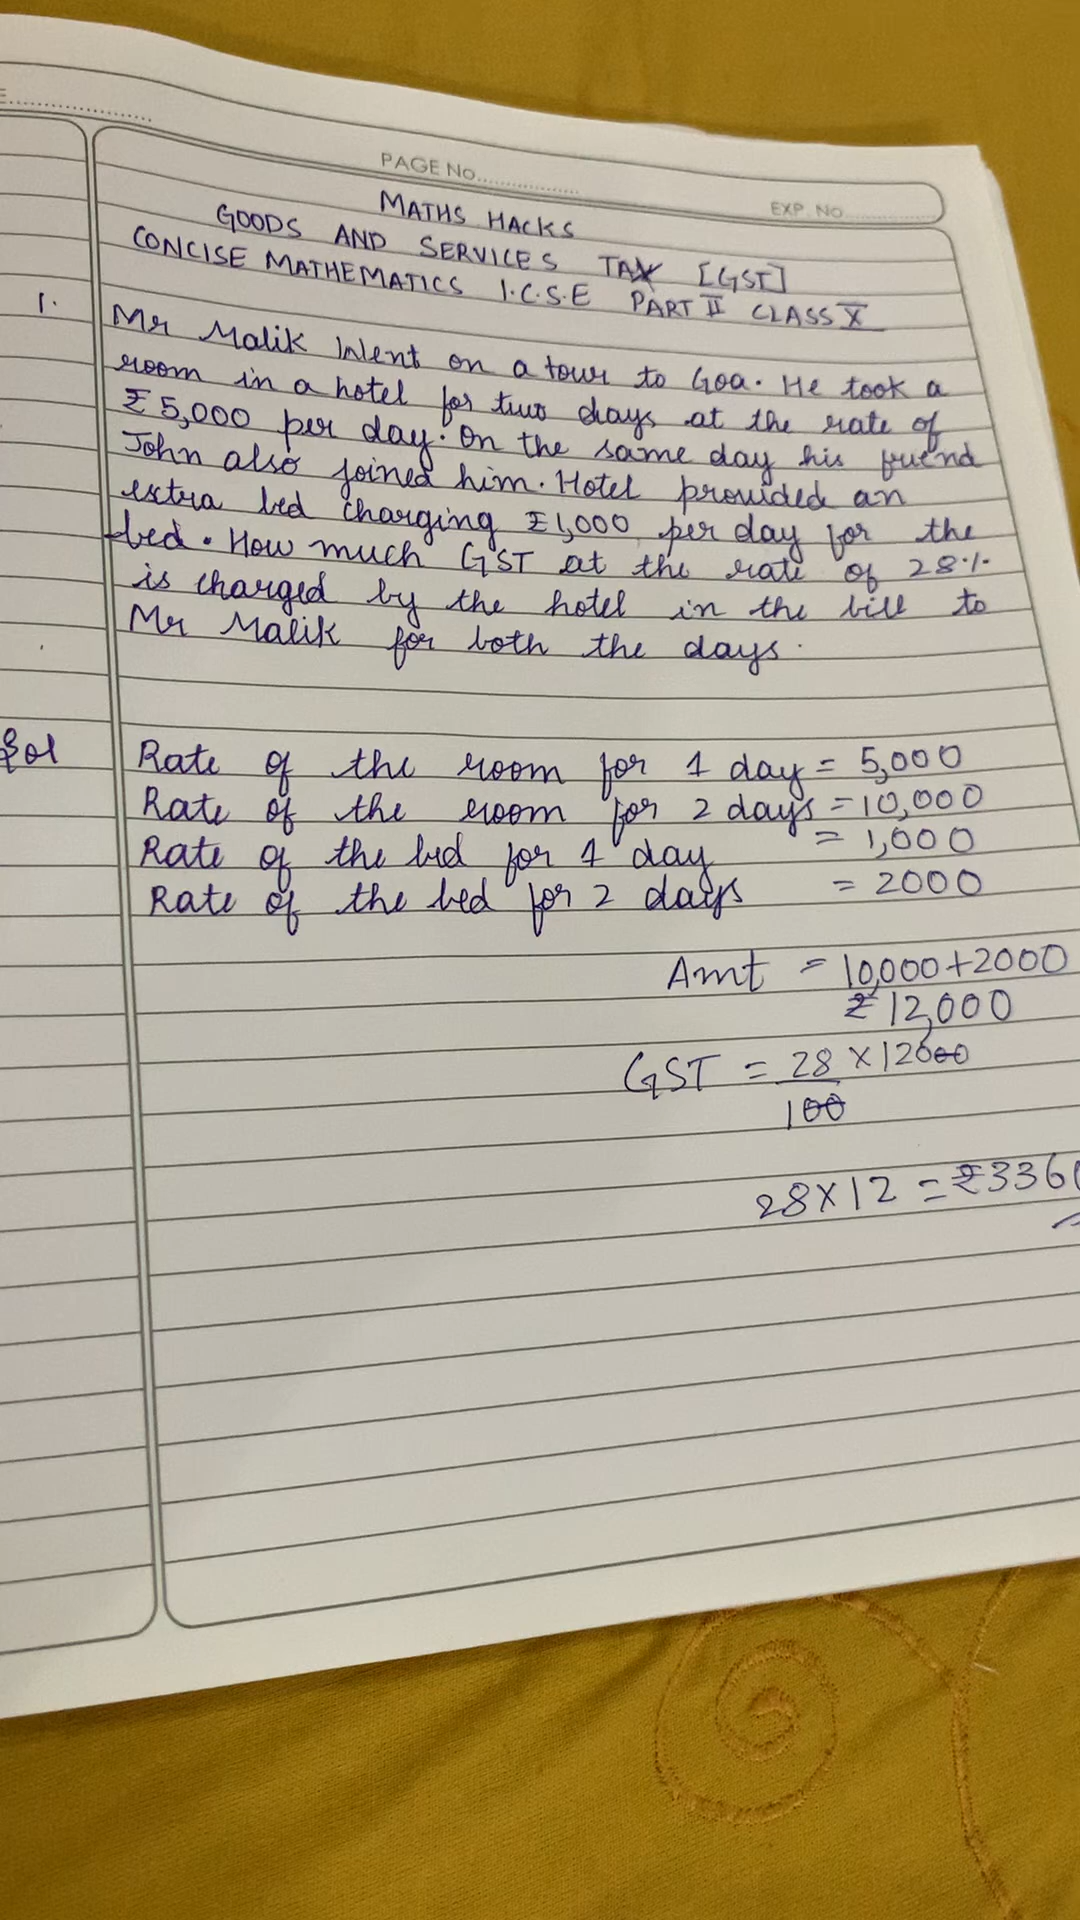 PAGE No.
EXP. NO.
MATHS HACKS
GOODS AND SERVICES TAX [GST]
CONCISE MATHEMATICS I.C.S.E PART II CLASS X
1. Mr Malik Went on a tour to Goa. He took a
room in a hotel for two days at the rate of
₹5,000 per day. On the same day his friend
John also joined him. Hotel provided an
extra bed charging ₹1,000 per day for the
bed. How much GST at the rate of 28%
is charged by the hotel in the bill to
Mr Malik for both the days.
Sol Rate of the room for 1 day = 5,000
Rate of the room for 2 days = 10,000
Rate of the bed for 1 day = 1,000
Rate of the bed for 2 days = 2000
Amt = 10,000+2000
₹12,000
GST = 28 × 12000
100
28×12 = ₹336